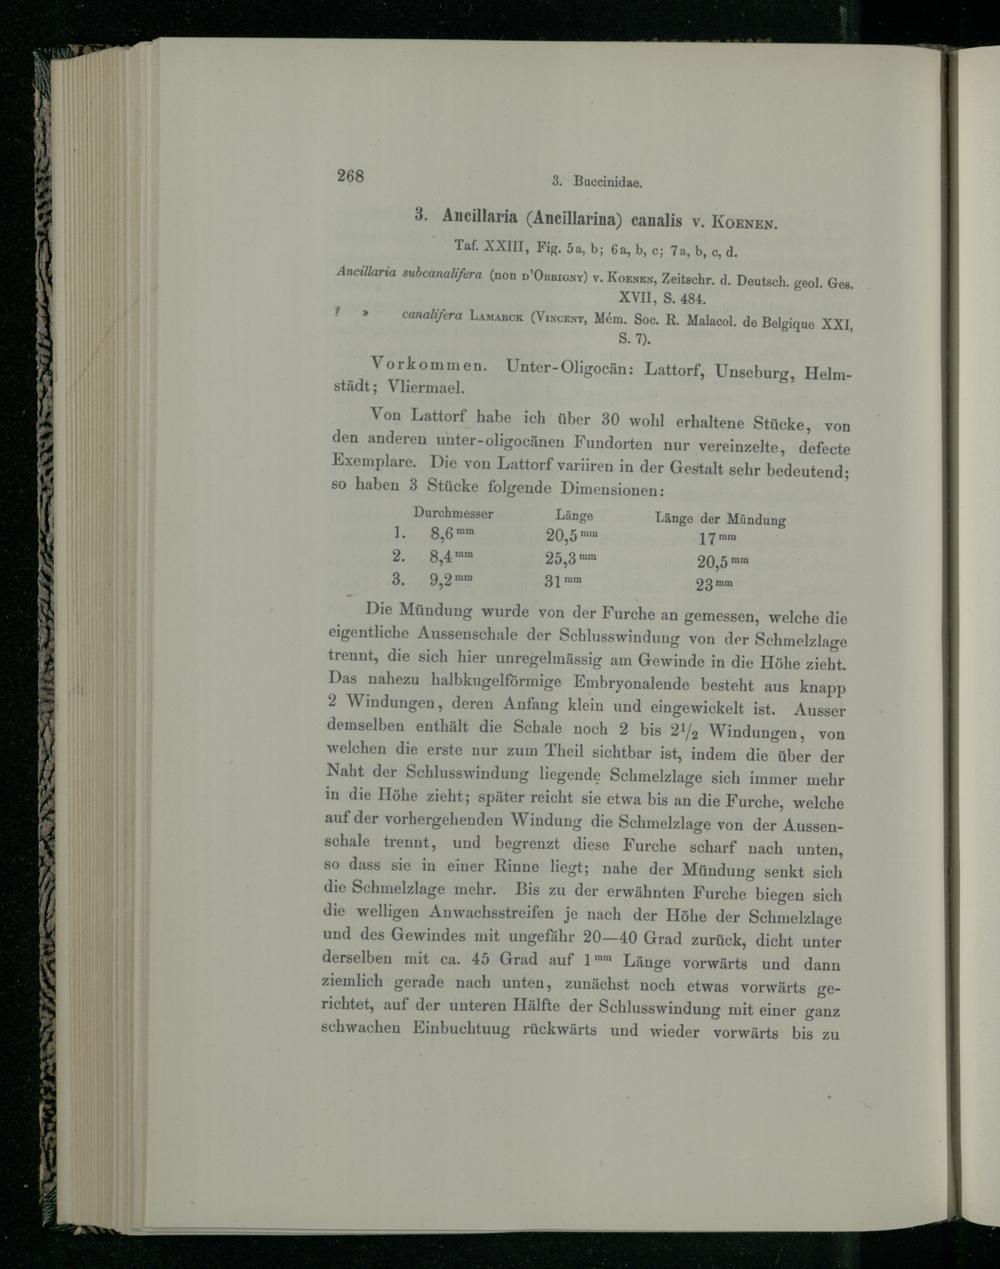 268
3. Buccinidae.
3. Ancillaria (Ancillarina) canalis v. Koenen.
Taf. XXIII, Fig. 5a, b; 6a, b, c; 7a, b, c, d.
Ancillaria subcanalifera (non d'Orbigny) v. Koenen, Zeitschr. d. Deutsch. geol. Ges.
XVII, S. 484.
? » canalifera Lamarck (Vincent, Mém. Soc. R. Malacol. de Belgique XXI,
S. 7).
Vorkommen. Unter-Oligocän: Lattorf, Unseburg, Helm-
städt; Vliermael.
Von Lattorf habe ich über 30 wohl erhaltene Stücke, von
den anderen unter-oligocänen Fundorten nur vereinzelte, defecte
Exemplare. Die von Lattorf variiren in der Gestalt sehr bedeutend;
so haben 3 Stücke folgende Dimensionen:
Durchmesser Länge Länge der Mündung
1. 8,6 mm 20,5 mm 17 mm
2. 8,4 mm 25,3 mm 20,5 mm
3. 9,2 mm 31 mm 23 mm
Die Mündung wurde von der Furche an gemessen, welche die
eigentliche Aussenschale der Schlusswindung von der Schmelzlage
trennt, die sich hier unregelmässig am Gewinde in die Höhe zieht.
Das nahezu halbkugelförmige Embryonalende besteht aus knapp
2 Windungen, deren Anfang klein und eingewickelt ist. Ausser
demselben enthält die Schale noch 2 bis 2½ Windungen, von
welchen die erste nur zum Theil sichtbar ist, indem die über der
Naht der Schlusswindung liegende Schmelzlage sich immer mehr
in die Höhe zieht; später reicht sie etwa bis an die Furche, welche
auf der vorhergehenden Windung die Schmelzlage von der Aussen-
schale trennt, und begrenzt diese Furche scharf nach unten,
so dass sie in einer Rinne liegt; nahe der Mündung senkt sich
die Schmelzlage mehr. Bis zu der erwähnten Furche biegen sich
die welligen Anwachsstreifen je nach der Höhe der Schmelzlage
und des Gewindes mit ungefähr 20—40 Grad zurück, dicht unter
derselben mit ca. 45 Grad auf 1 mm Länge vorwärts und dann
ziemlich gerade nach unten, zunächst noch etwas vorwärts ge-
richtet, auf der unteren Hälfte der Schlusswindung mit einer ganz
schwachen Einbuchtuug rückwärts und wieder vorwärts bis zu